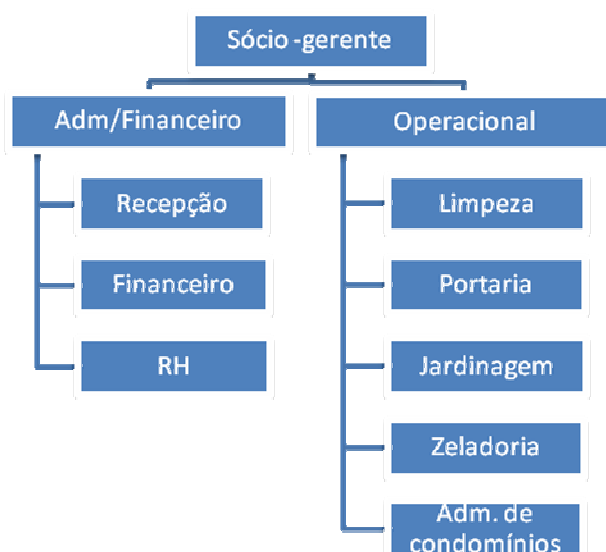 Sócio -gerente
Adm/Financeiro
Recepção
Financeiro
RH
Operacional
Limpeza
Portaria
Jardinagem
Zeladoria
Adm. de
condomínios